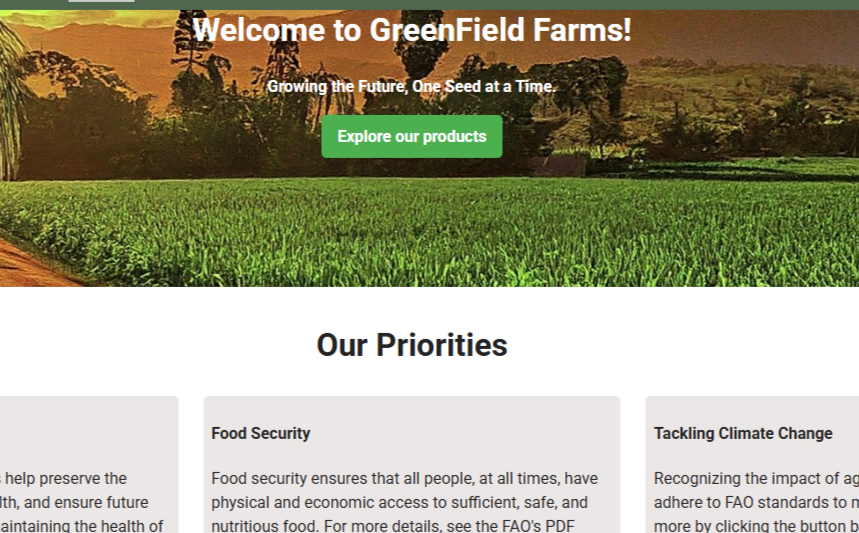 Welcome to GreenField Farms!
Growing the Future, One Seed at a Time.
Explore our products
Our Priorities
help preserve the
and ensure future
the health of
Food Security
Food security ensures that all people, at all times, have
physical and economic access to sufficient, safe, and
nutritious food. For more details, see the FAO's PDF
Tackling Climate Change
Recognizing the impact of
adhere to FAO standards to
more by clicking the button